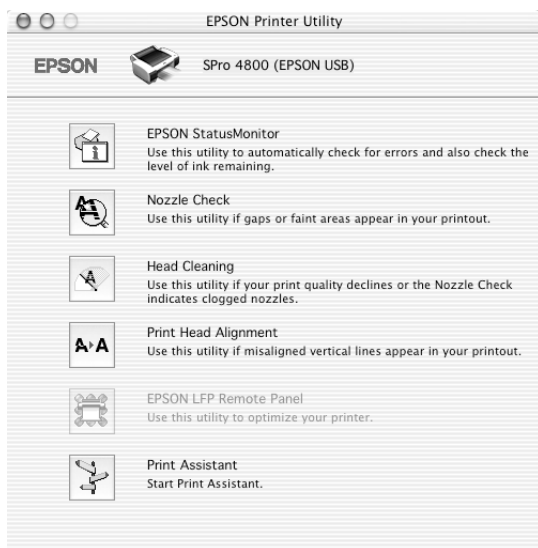 EPSON Printer Utility
EPSON
SPro 4800 (EPSON USB)
EPSON StatusMonitor
Use this utility to automatically check for errors and also check the
level of ink remaining.
Nozzle Check
Use this utility if gaps or faint areas appear in your printout.
Head Cleaning
Use this utility if your print quality declines or the Nozzle Check
indicates clogged nozzles.
Print Head Alignment
Use this utility if misaligned vertical lines appear in your printout.
EPSON LFP Remote Panel
Use this utility to optimize your printer.
Print Assistant
Start Print Assistant.